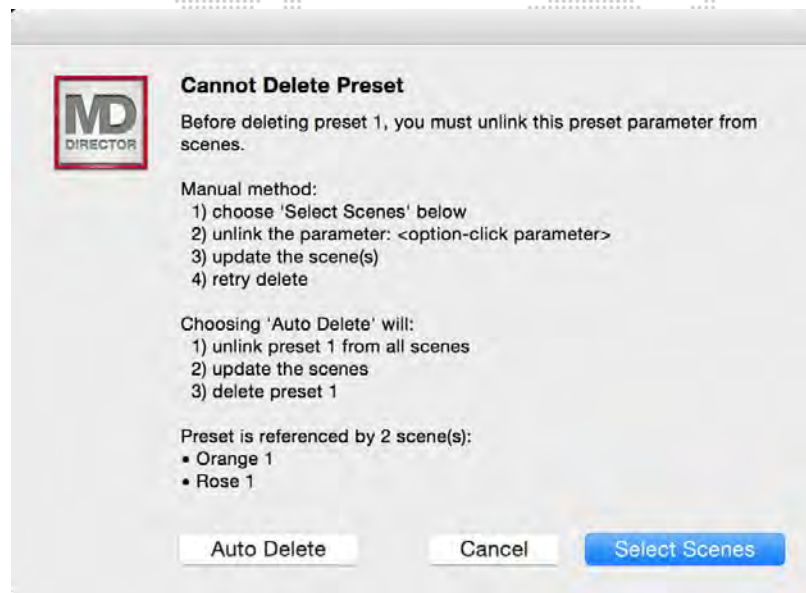 MD
DIRECTOR
Cannot Delete Preset
Before deleting preset 1, you must unlink this preset parameter from
scenes.
Manual method:
1) choose 'Select Scenes' below
2) unlink the parameter: <option-click parameter>
3) update the scene(s)
4) retry delete
Choosing 'Auto Delete' will:
1) unlink preset 1 from all scenes
2) update the scenes
3) delete preset 1
Preset is referenced by 2 scene(s):
• Orange 1
• Rose 1
Auto Delete Cancel Select Scenes